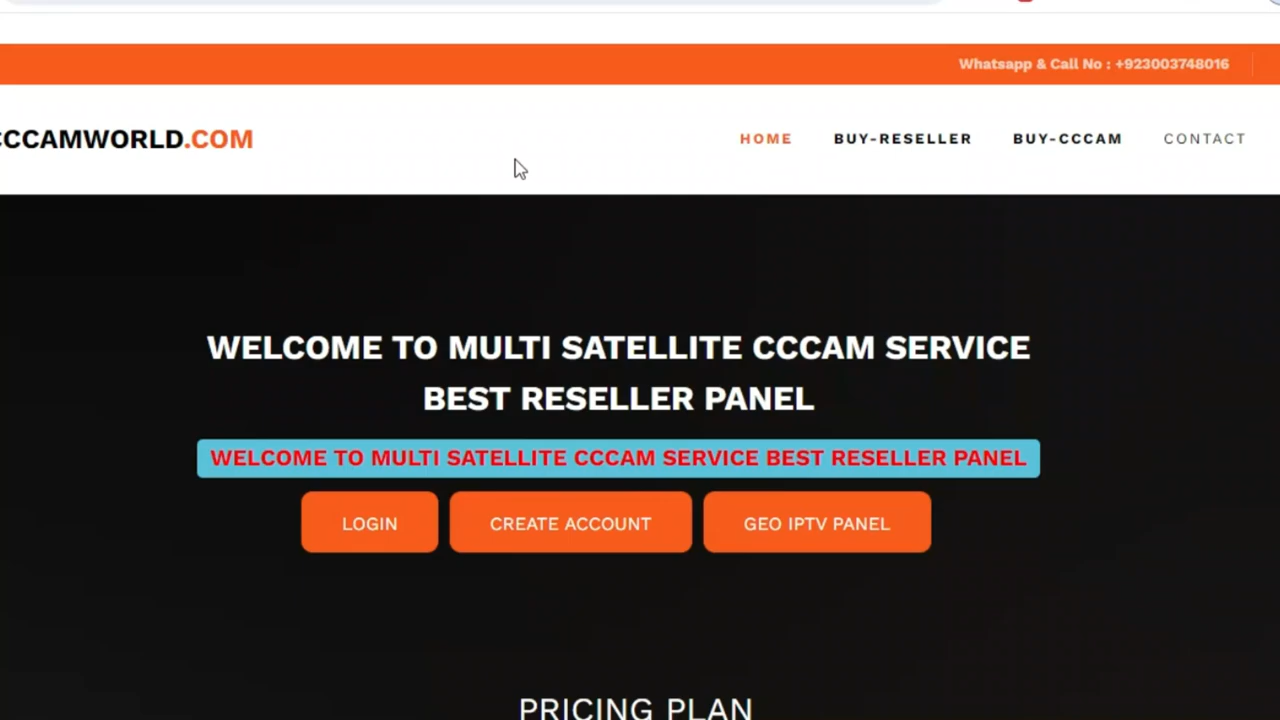 Whatsapp & Call No : +923003748016
CCCAMWORLD.COM
HOME BUY-RESELLER BUY-CCCAM CONTACT
WELCOME TO MULTI SATELLITE CCCAM SERVICE
BEST RESELLER PANEL
WELCOME TO MULTI SATELLITE CCCAM SERVICE BEST RESELLER PANEL
LOGIN CREATE ACCOUNT GEO IPTV PANEL
PRICING PLAN